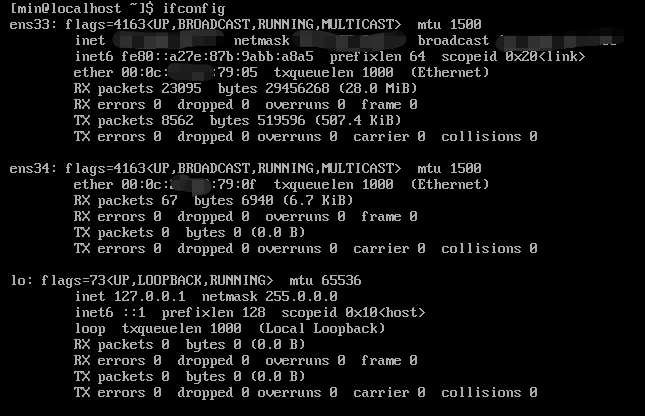 [min@localhost ~]$ ifconfig
ens33: flags=4163<UP,BROADCAST,RUNNING,MULTICAST>  mtu 1500
inet netmask broadcast
inet6 fe80::a27e:87b:9abb:a8a5  prefixlen 64  scopeid 0x20<link>
ether 00:0c: :79:05  txqueuelen 1000  (Ethernet)
RX packets 23095  bytes 29456268 (28.0 MiB)
RX errors 0  dropped 0  overruns 0  frame 0
TX packets 8562  bytes 519596 (507.4 KiB)
TX errors 0  dropped 0 overruns 0  carrier 0  collisions 0
ens34: flags=4163<UP,BROADCAST,RUNNING,MULTICAST>  mtu 1500
ether 00:0c: :79:0f  txqueuelen 1000  (Ethernet)
RX packets 67  bytes 6940 (6.7 KiB)
RX errors 0  dropped 0  overruns 0  frame 0
TX packets 0  bytes 0 (0.0 B)
TX errors 0  dropped 0 overruns 0  carrier 0  collisions 0
lo: flags=73<UP,LOOPBACK,RUNNING>  mtu 65536
inet 127.0.0.1  netmask 255.0.0.0
inet6 ::1  prefixlen 128  scopeid 0x10<host>
loop  txqueuelen 1000  (Local Loopback)
RX packets 0  bytes 0 (0.0 B)
RX errors 0  dropped 0  overruns 0  frame 0
TX packets 0  bytes 0 (0.0 B)
TX errors 0  dropped 0 overruns 0  carrier 0  collisions 0